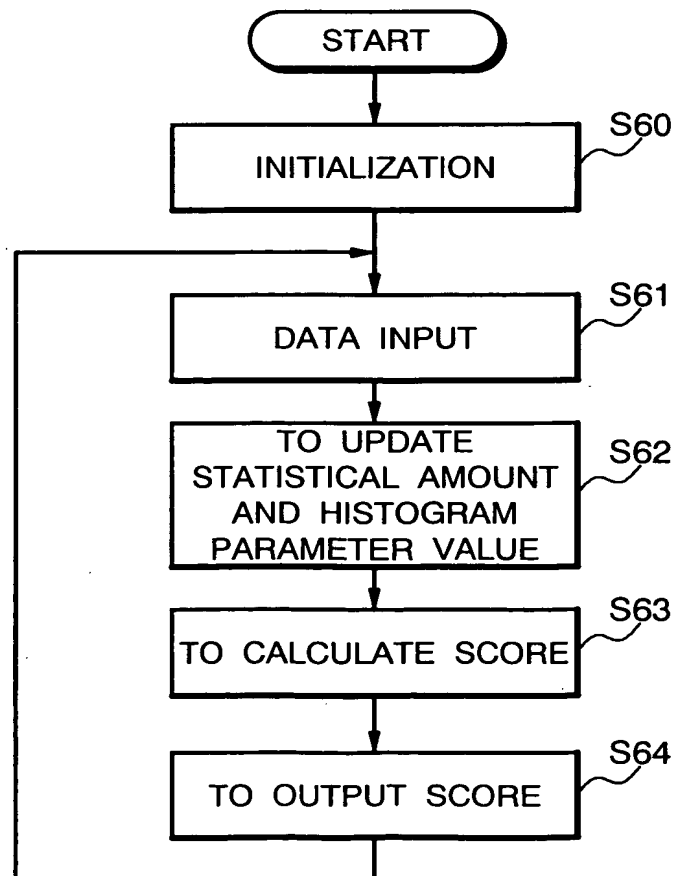 START
S60
INITIALIZATION
S61
DATA INPUT
S62
TO UPDATE
STATISTICAL AMOUNT
AND HISTOGRAM
PARAMETER VALUE
S63
TO CALCULATE SCORE
S64
TO OUTPUT SCORE